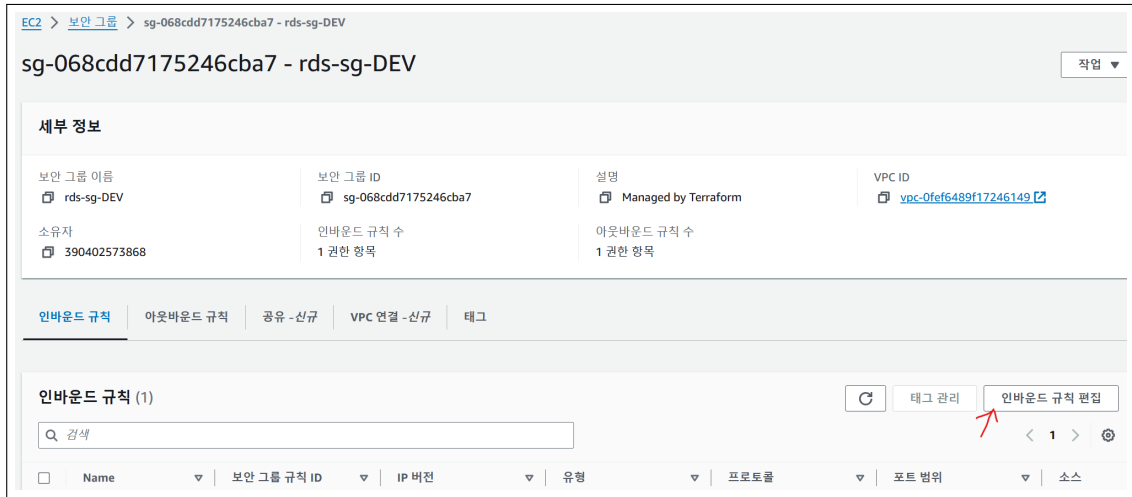 EC2 > 보안 그룹 > sg-068cdd7175246cba7 - rds-sg-DEV
sg-068cdd7175246cba7 - rds-sg-DEV
작업
세부 정보
보안 그룹 이름 보안 그룹 ID 설명 VPC ID
rds-sg-DEV sg-068cdd7175246cba7 Managed by Terraform vpc-0fef6489f17246149
소유자 인바운드 규칙 수 아웃바운드 규칙 수
390402573868 1 권한 항목 1 권한 항목
인바운드 규칙 아웃바운드 규칙 공유 -신규 VPC 연결 -신규 태그
인바운드 규칙 (1) 태그 관리 인바운드 규칙 편집
검색 < 1 >
Name 보안 그룹 규칙 ID IP 버전 유형 프로토콜 포트 범위 소스